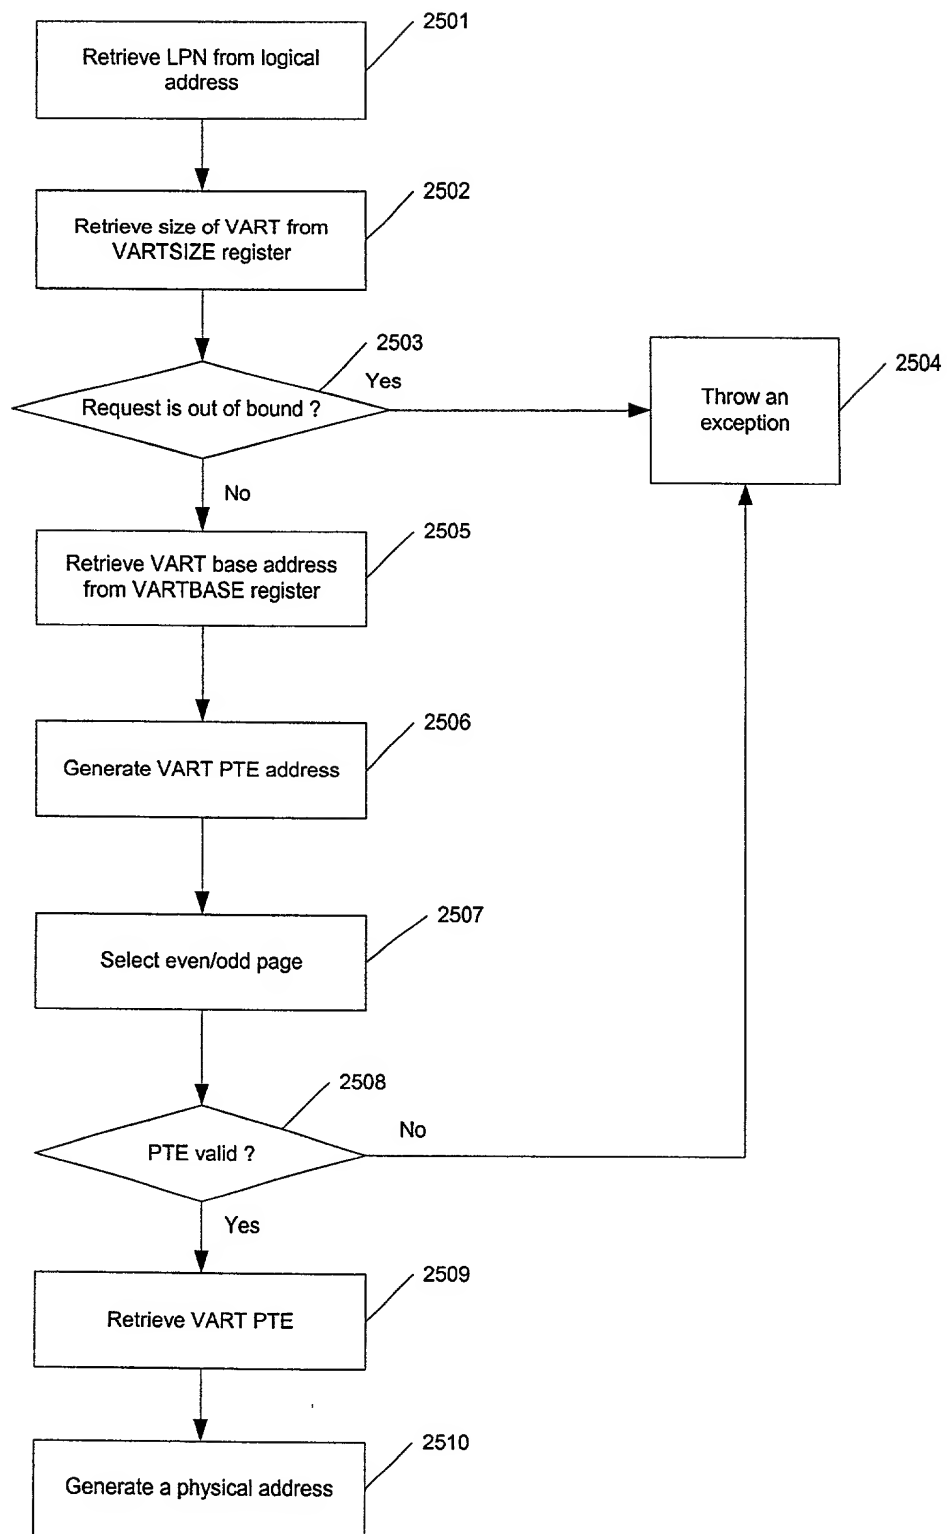 2501
Retrieve LPN from logical
address
2502
Retrieve size of VART from
VARTSIZE register
2503
Yes
Request is out of bound ?
2504
Throw an
exception
No
2505
Retrieve VART base address
from VARTBASE register
2506
Generate VART PTE address
2507
Select even/odd page
2508
No
PTE valid ?
Yes
2509
Retrieve VART PTE
2510
Generate a physical address